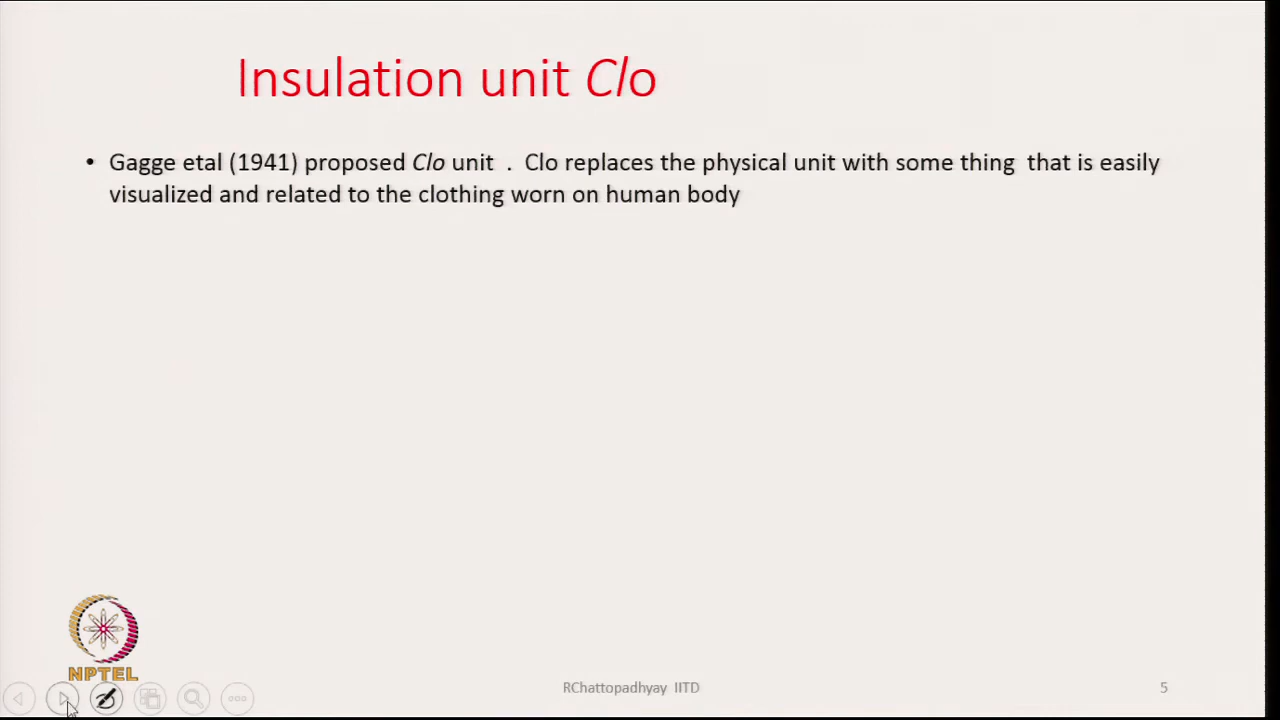 Insulation unit Clo
• Gagge etal (1941) proposed Clo unit . Clo replaces the physical unit with some thing that is easily
visualized and related to the clothing worn on human body
NPTEL
RChattopadhyay IITD
5